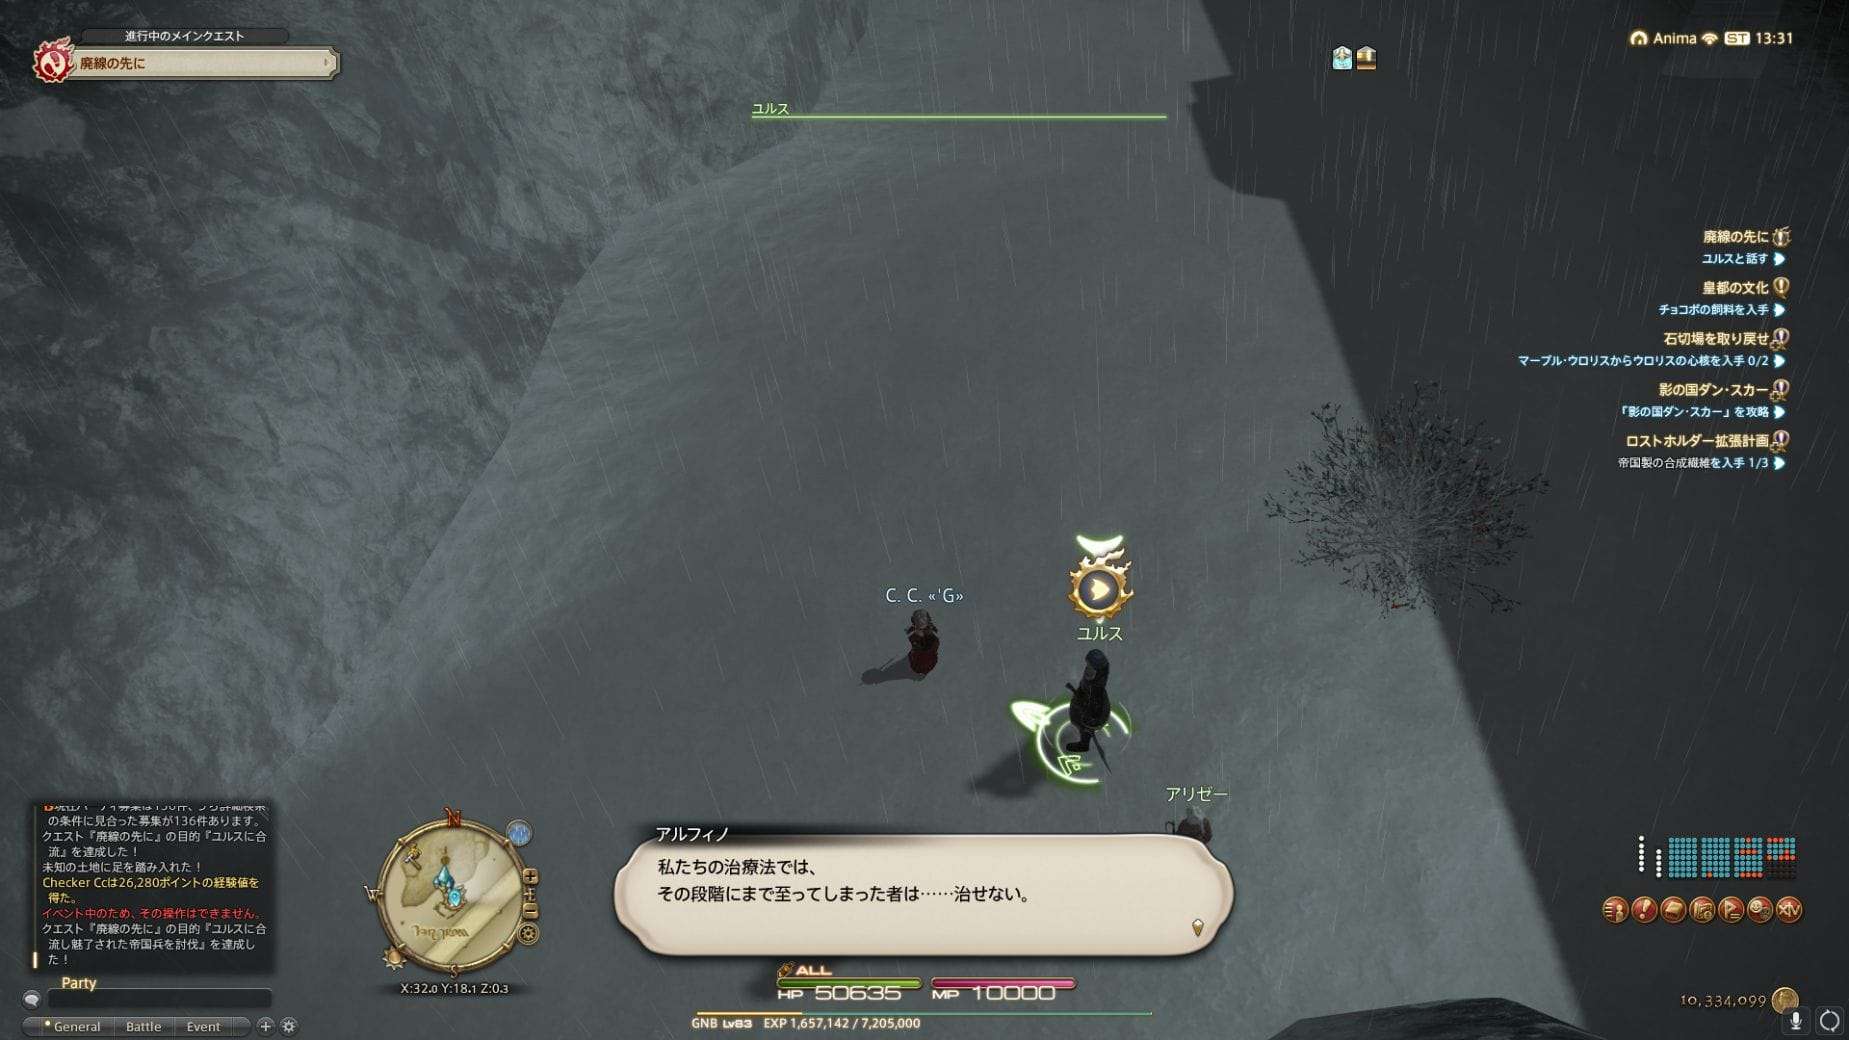 進行中のメインクエスト
廃線の先に
Anima ST 13:31
ユルス
廃線の先に
ユルスと話す
皇都の文化
チョコボの飼料を入手
石切場を取り戻せ
マーブル・ウロリスからウロリスの心核を入手 0/2
影の国ダン・スカー
「影の国ダン・スカー」を攻略
ロストホルダー拡張計画
帝国製の合成繊維を入手 1/3
C. C. «'G»
ユルス
アリゼー
アルフィノ
私たちの治療法では、
その段階にまで至ってしまった者は……治せない。
の条件に見合った募集が136件あります。
クエスト『廃線の先に』の目的『ユルスに合
流』を達成した！
未知の土地に足を踏み入れた！
Checker Ccは26,280ポイントの経験値を
得た。
イベント中のため、その操作はできません。
クエスト『廃線の先に』の目的『ユルスに合
流し魅了された帝国兵を討伐』を達成し
た！
Party
General Battle Event
N
W
S
X:32.0 Y:18.1 Z:0.3
ALL
HP 50635 MP 10000
GNB Lv83 EXP 1,657,142 / 7,205,000
XIV
10,334,099